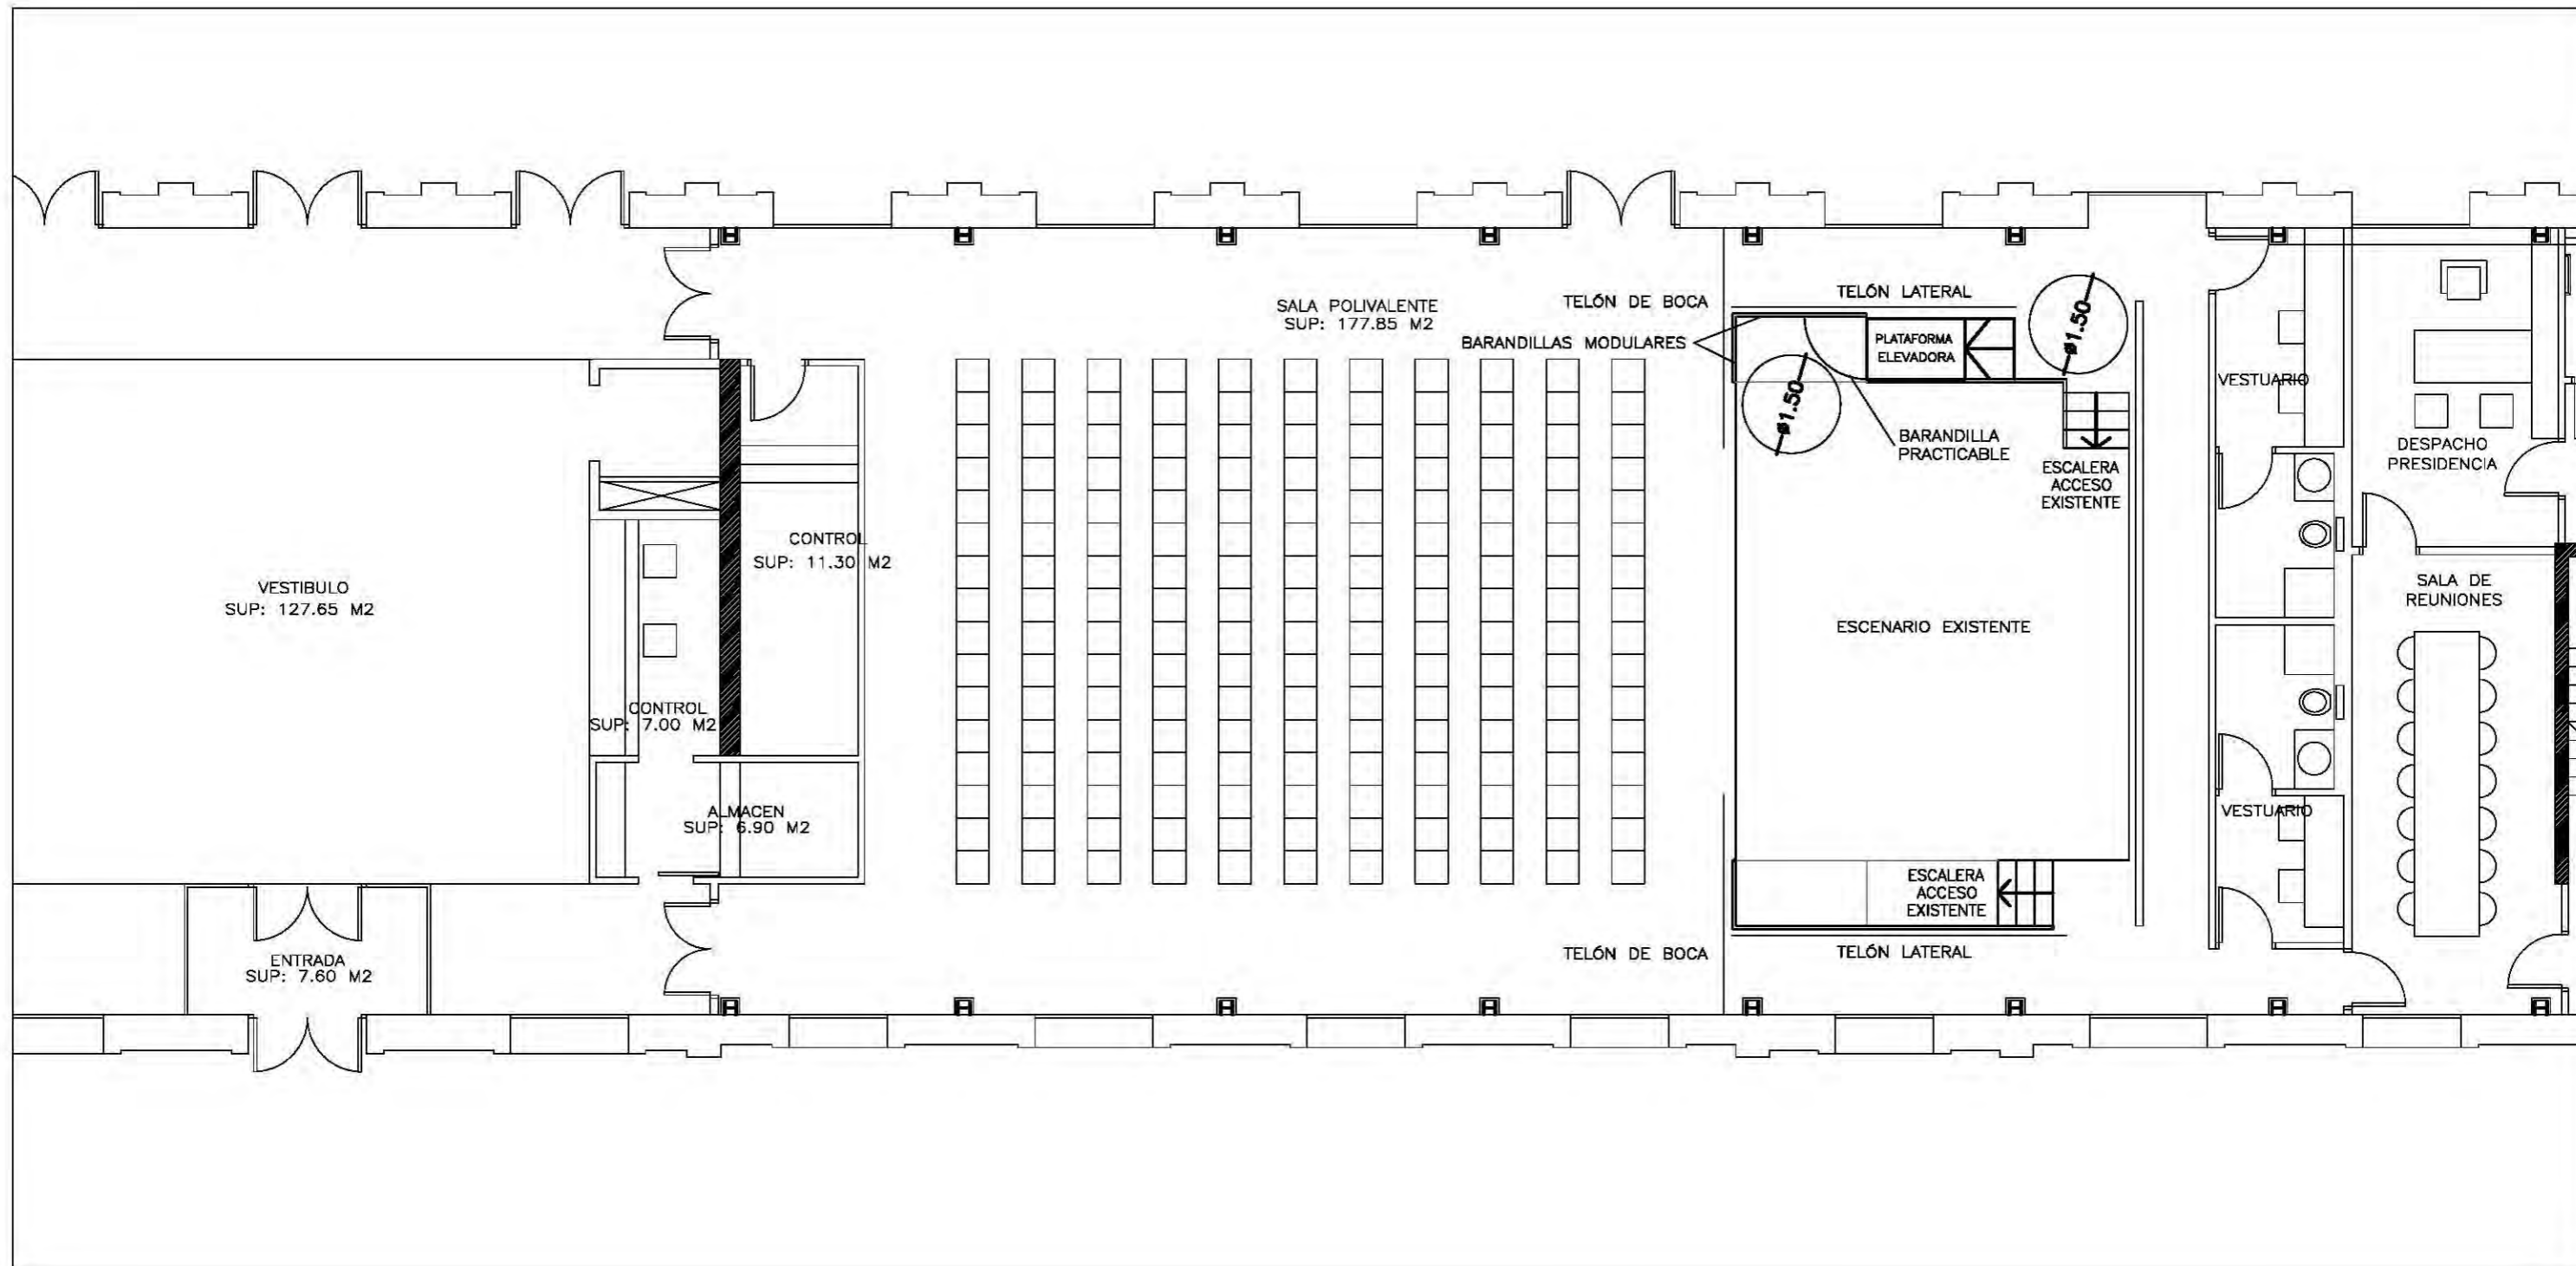 SALA POLIVALENTE
SUP: 177.85 M2
TELÓN DE BOCA
TELÓN LATERAL
ø1.50
BARANDILLAS MODULARES
PLATAFORMA
ELEVADORA
ø1.50
BARANDILLA
PRACTICABLE
ESCALERA
ACCESO
EXISTENTE
VESTUARIO
DESPACHO
PRESIDENCIA
CONTROL
SUP: 11.30 M2
VESTIBULO
SUP: 127.65 M2
ESCENARIO EXISTENTE
SALA DE
REUNIONES
CONTROL
SUP: 7.00 M2
ALMACEN
SUP: 6.90 M2
VESTUARIO
ESCALERA
ACCESO
EXISTENTE
ENTRADA
SUP: 7.60 M2
TELÓN DE BOCA
TELÓN LATERAL